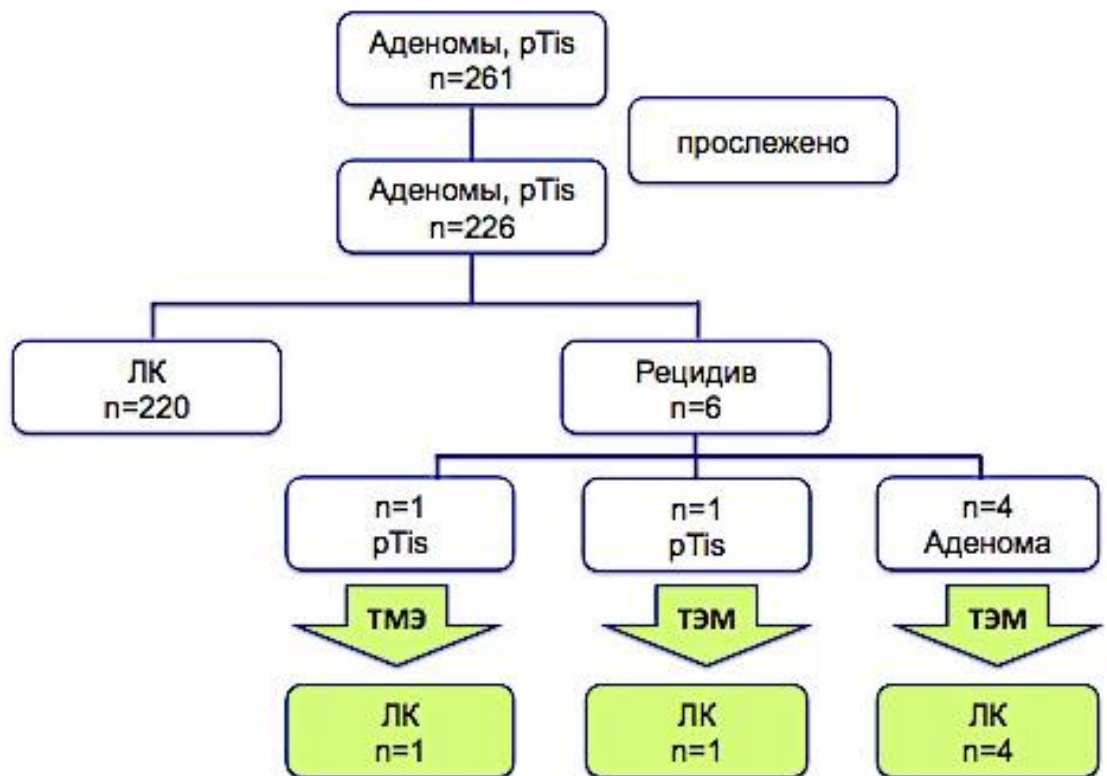 Аденомы, pTis
n=261
прослежено
Аденомы, pTis
n=226
ЛК
n=220
Рецидив
n=6
n=1
pTis
n=1
pTis
n=4
Аденома
ТМЭ
ТЭМ
ТЭМ
ЛК
n=1
ЛК
n=1
ЛК
n=4